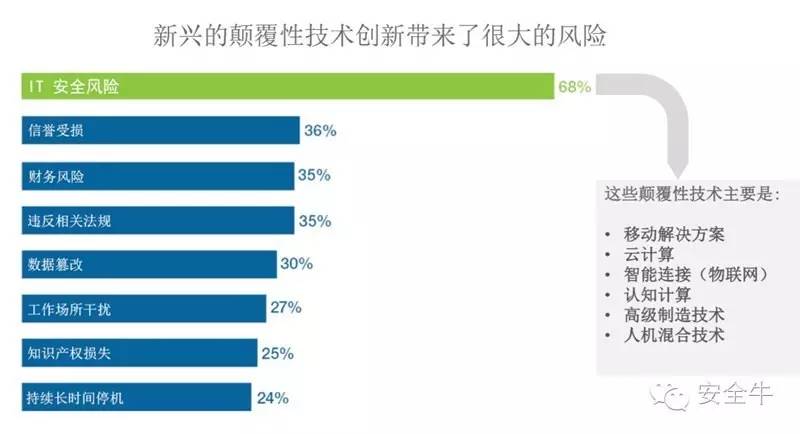 新兴的颠覆性技术创新带来了很大的风险
IT 安全风险 68%
信誉受损 36%
财务风险 35%
违反相关法规 35%
数据篡改 30%
工作场所干扰 27%
知识产权损失 25%
持续长时间停机 24%
这些颠覆性技术主要是:
• 移动解决方案
• 云计算
• 智能连接（物联网）
• 认知计算
• 高级制造技术
• 人机混合技术
安全牛